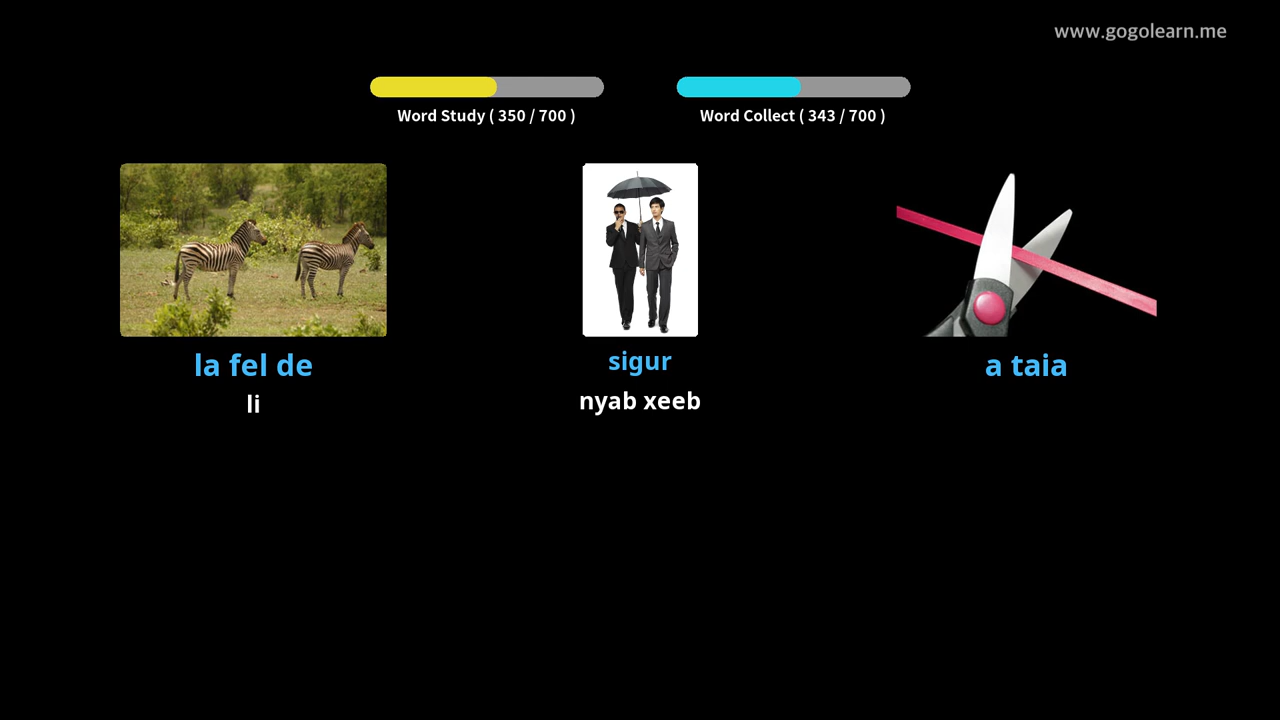 www.gogolearn.me
Word Study ( 350 / 700 )
Word Collect ( 343 / 700 )
la fel de
li
sigur
nyab xeeb
a taia